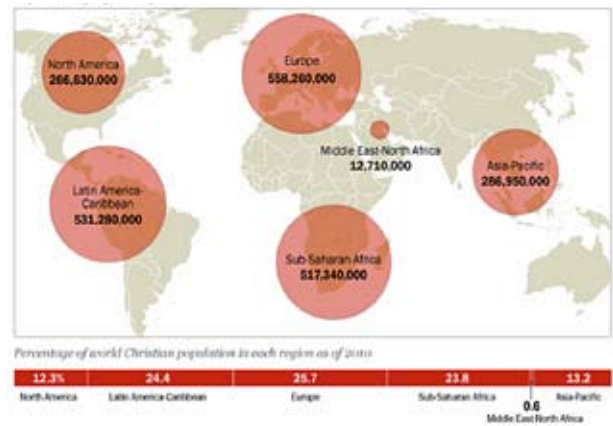 North America
266,630,000
Europe
558,260,000
Middle East-North Africa
12,710,000
Asia-Pacific
286,950,000
Latin America-
Caribbean
531,280,000
Sub-Saharan Africa
517,340,000
Percentage of world Christian population in each region as of 2010
12.3% 24.4 25.7 23.8 13.2
North America Latin America-Caribbean Europe Sub-Saharan Africa Asia-Pacific
0.6
Middle East-North Africa